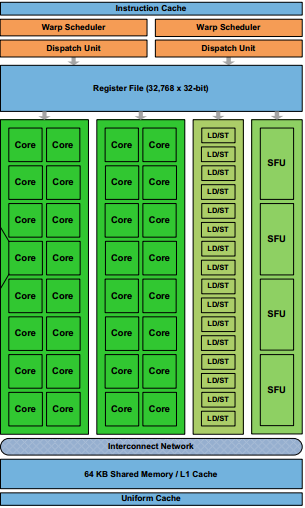 Instruction Cache
Warp Scheduler Warp Scheduler
Dispatch Unit Dispatch Unit
Register File (32,768 x 32-bit)
LD/ST
Core Core Core Core
LD/ST
SFU
LD/ST
Core Core Core Core
LD/ST
LD/ST
Core Core Core Core
LD/ST
SFU
LD/ST
Core Core Core Core
LD/ST
LD/ST
Core Core Core Core
LD/ST
SFU
LD/ST
Core Core Core Core
LD/ST
LD/ST
Core Core Core Core
LD/ST
SFU
LD/ST
Core Core Core Core
LD/ST
Interconnect Network
64 KB Shared Memory / L1 Cache
Uniform Cache